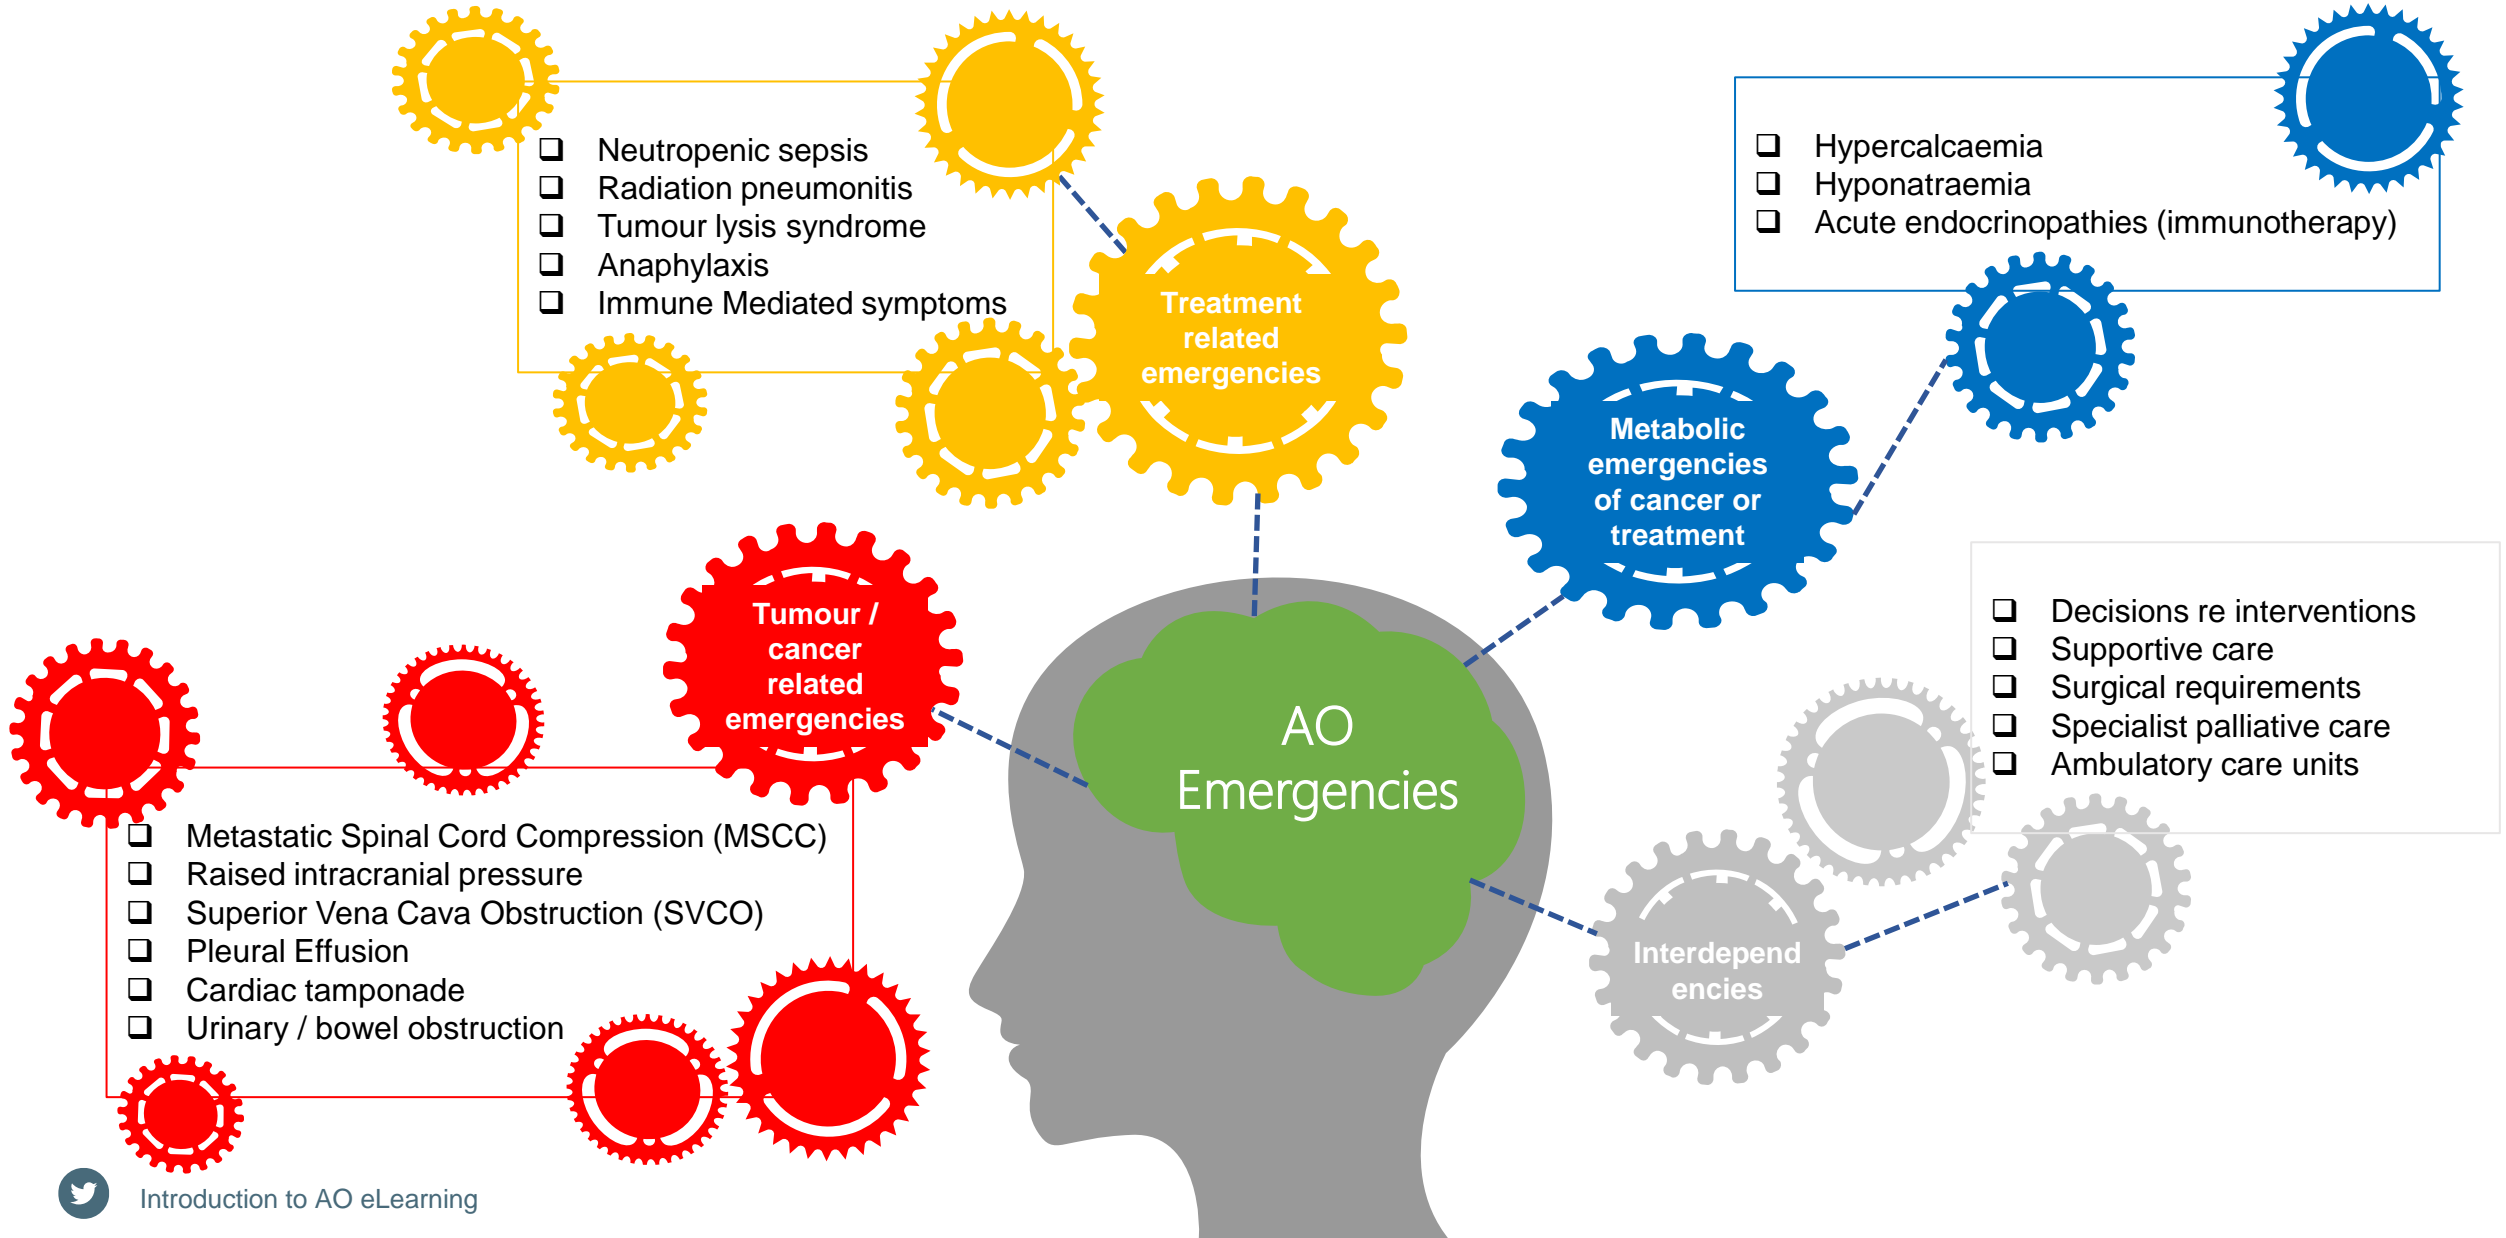 Neutropenic sepsis
Radiation pneumonitis
Tumour lysis syndrome
Anaphylaxis
Immune Mediated symptoms
Treatment
related
emergencies
Hypercalcaemia
Hyponatraemia
Acute endocrinopathies (immunotherapy)
Metabolic
emergencies
of cancer or
treatment
Tumour /
cancer
related
emergencies
Metastatic Spinal Cord Compression (MSCC)
Raised intracranial pressure
Superior Vena Cava Obstruction (SVCO)
Pleural Effusion
Cardiac tamponade
Urinary / bowel obstruction
AO
Emergencies
Decisions re interventions
Supportive care
Surgical requirements
Specialist palliative care
Ambulatory care units
Interdepend
encies
Introduction to AO eLearning